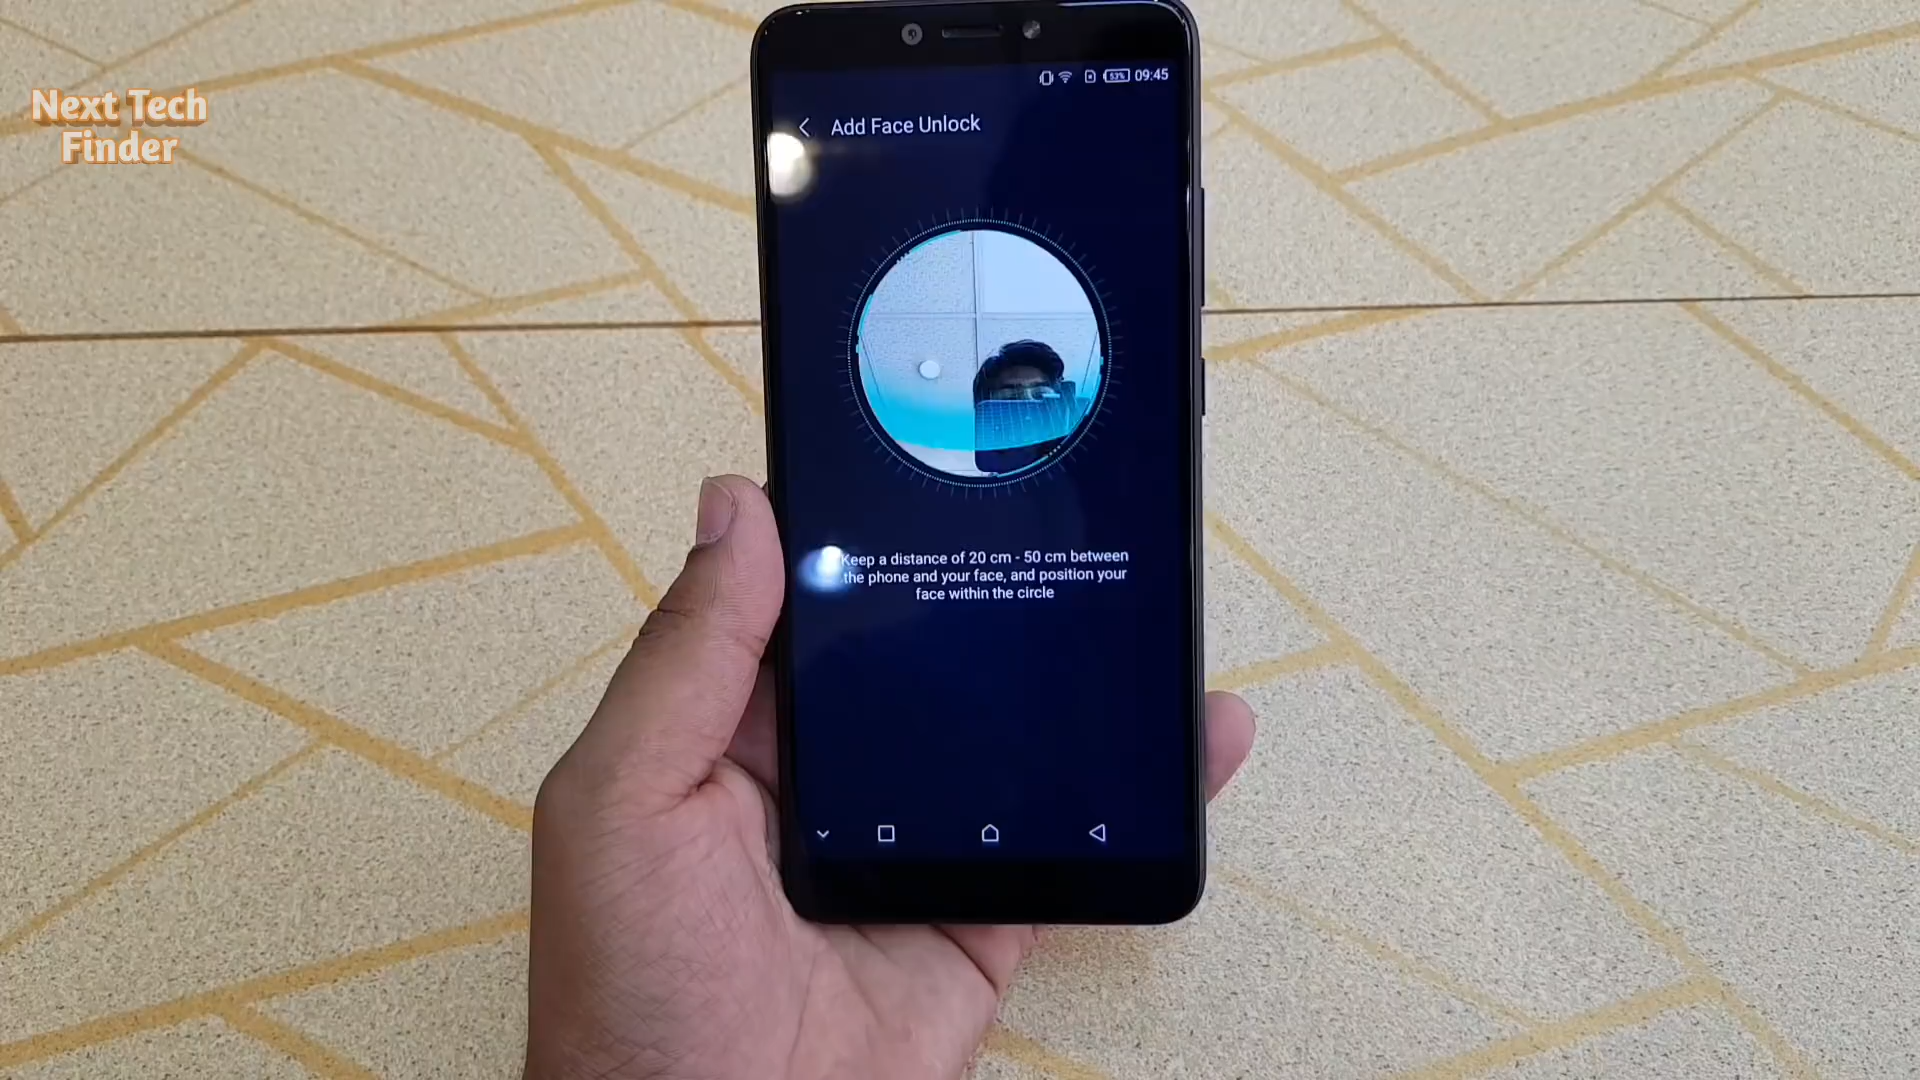 Next Tech
Finder
53%
09:45
Add Face Unlock
Keep a distance of 20 cm - 50 cm between
the phone and your face, and position your
face within the circle